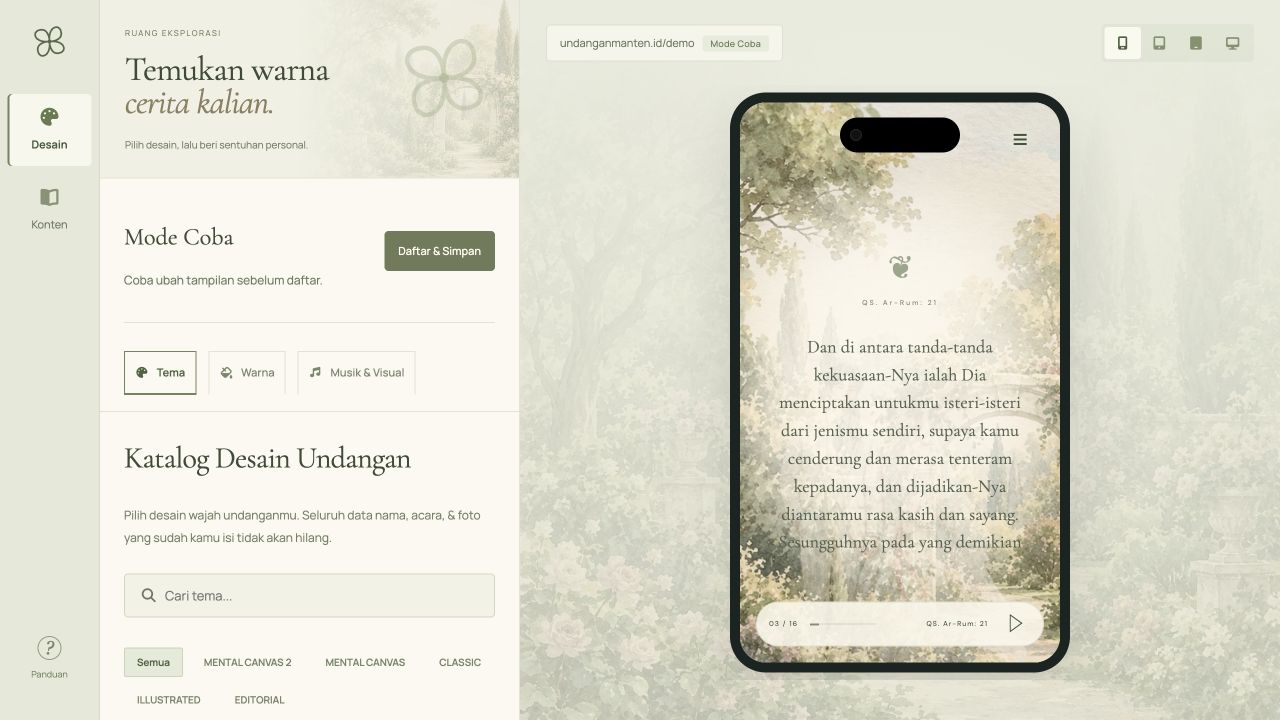 RUANG EKSPLORASI
Temukan warna
cerita kalian.
Pilih desain, lalu beri sentuhan personal.
Desain
Konten
?
Panduan
Mode Coba
Daftar & Simpan
Coba ubah tampilan sebelum daftar.
Tema
Warna
Musik & Visual
Katalog Desain Undangan
Pilih desain wajah undanganmu. Seluruh data nama, acara, & foto
yang sudah kamu isi tidak akan hilang.
Cari tema...
Semua
MENTAL CANVAS 2
MENTAL CANVAS
CLASSIC
ILLUSTRATED
EDITORIAL
undanganmanten.id/demo
Mode Coba
QS. Ar-Rum: 21
Dan di antara tanda-tanda
kekuasaan-Nya ialah Dia
menciptakan untukmu isteri-isteri
dari jenismu sendiri, supaya kamu
cenderung dan merasa tenteram
kepadanya, dan dijadikan-Nya
diantaramu rasa kasih dan sayang.
Sesungguhnya pada yang demikian
03 / 16
QS. Ar-Rum: 21